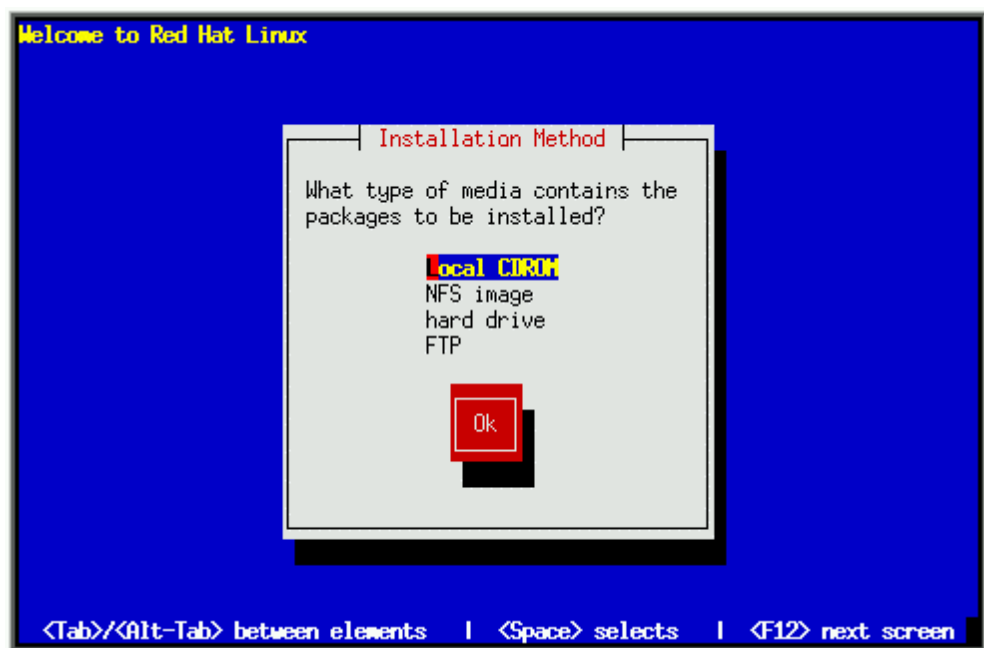 Welcome to Red Hat Linux
Installation Method
What type of media contains the
packages to be installed?
Local CDROM
NFS image
hard drive
FTP
Ok
<Tab>/<Alt-Tab> between elements | <Space> selects | <F12> next screen